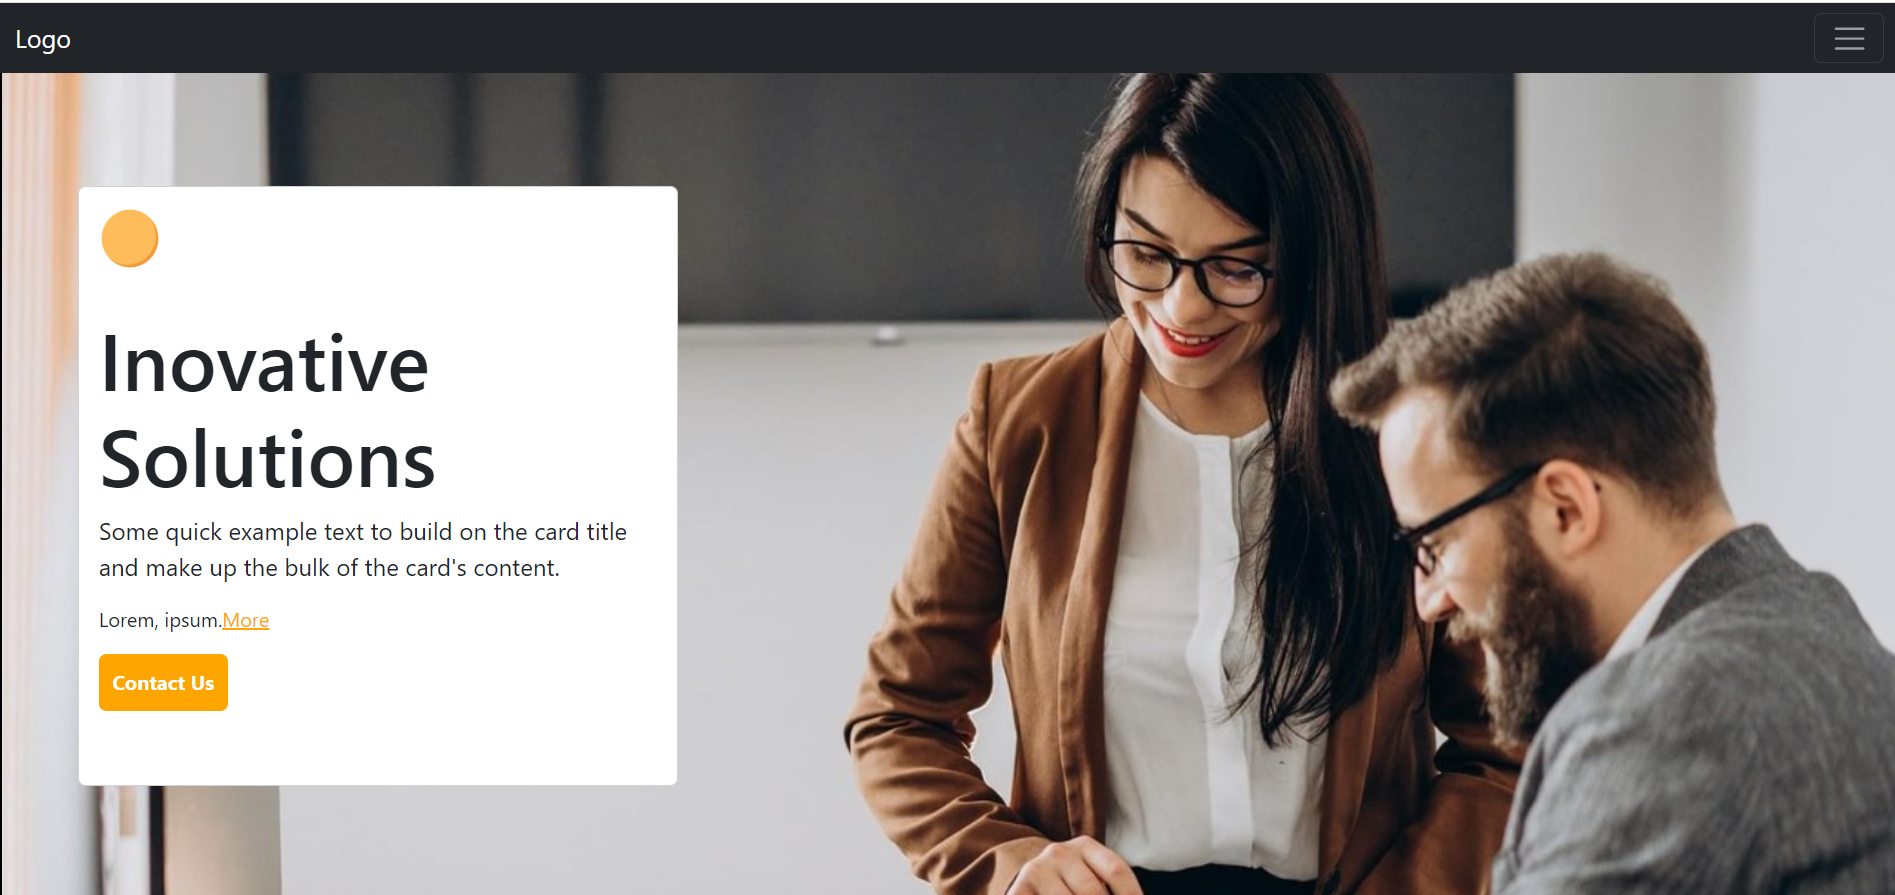 Logo
Inovative
Solutions
Some quick example text to build on the card title
and make up the bulk of the card's content.
Lorem, ipsum.More
Contact Us